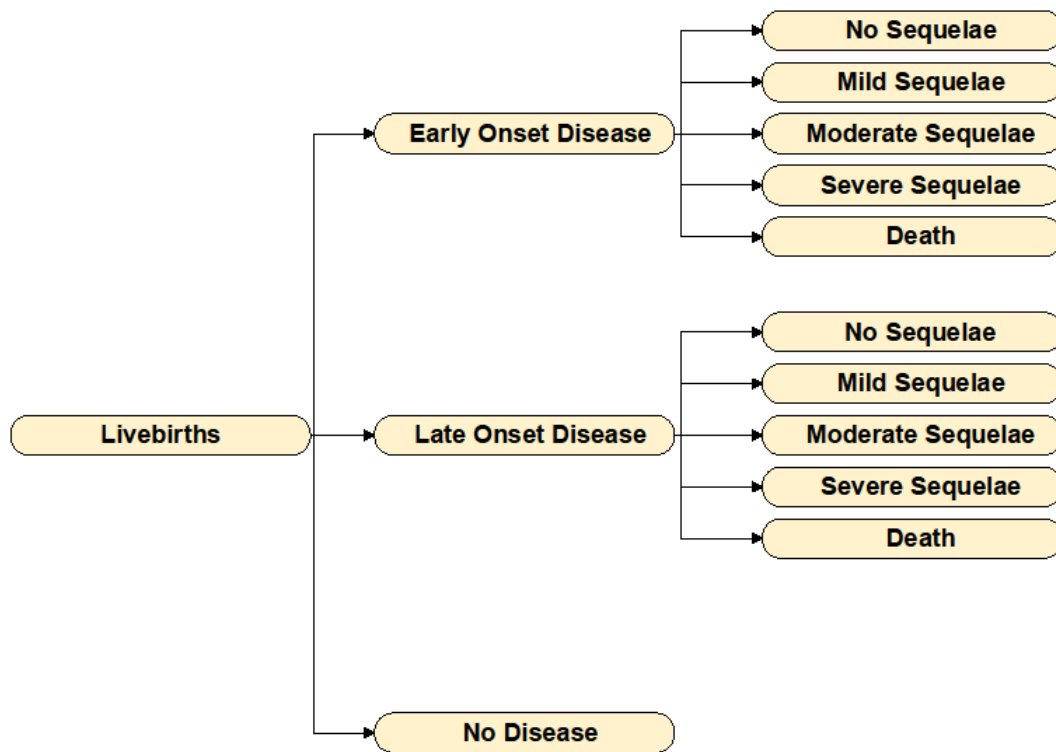 No Sequelae
Mild Sequelae
Early Onset Disease
Moderate Sequelae
Severe Sequelae
Death
No Sequelae
Mild Sequelae
Livebirths
Late Onset Disease
Moderate Sequelae
Severe Sequelae
Death
No Disease